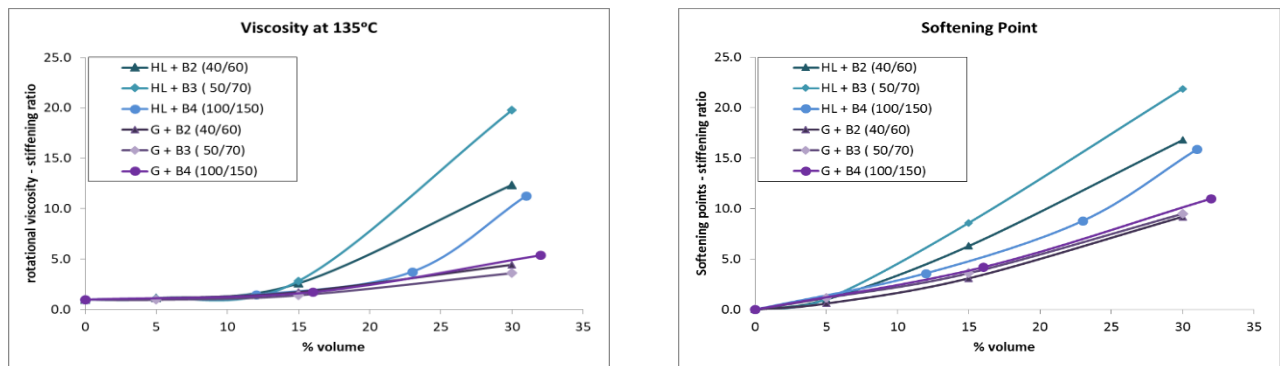 Viscosity at 135°C
rotational viscosity - stiffening ratio
25.0
20.0
15.0
10.0
5.0
0.0
HL + B2 (40/60)
HL + B3 ( 50/70)
HL + B4 (100/150)
G + B2 (40/60)
G + B3 ( 50/70)
G + B4 (100/150)
0 5 10 15 20 25 30 35
% volume
Softening Point
Softening points - stiffening ratio
25.0
20.0
15.0
10.0
5.0
0.0
HL + B2 (40/60)
HL + B3 ( 50/70)
HL + B4 (100/150)
G + B2 (40/60)
G + B3 ( 50/70)
G + B4 (100/150)
0 5 10 15 20 25 30 35
% volume